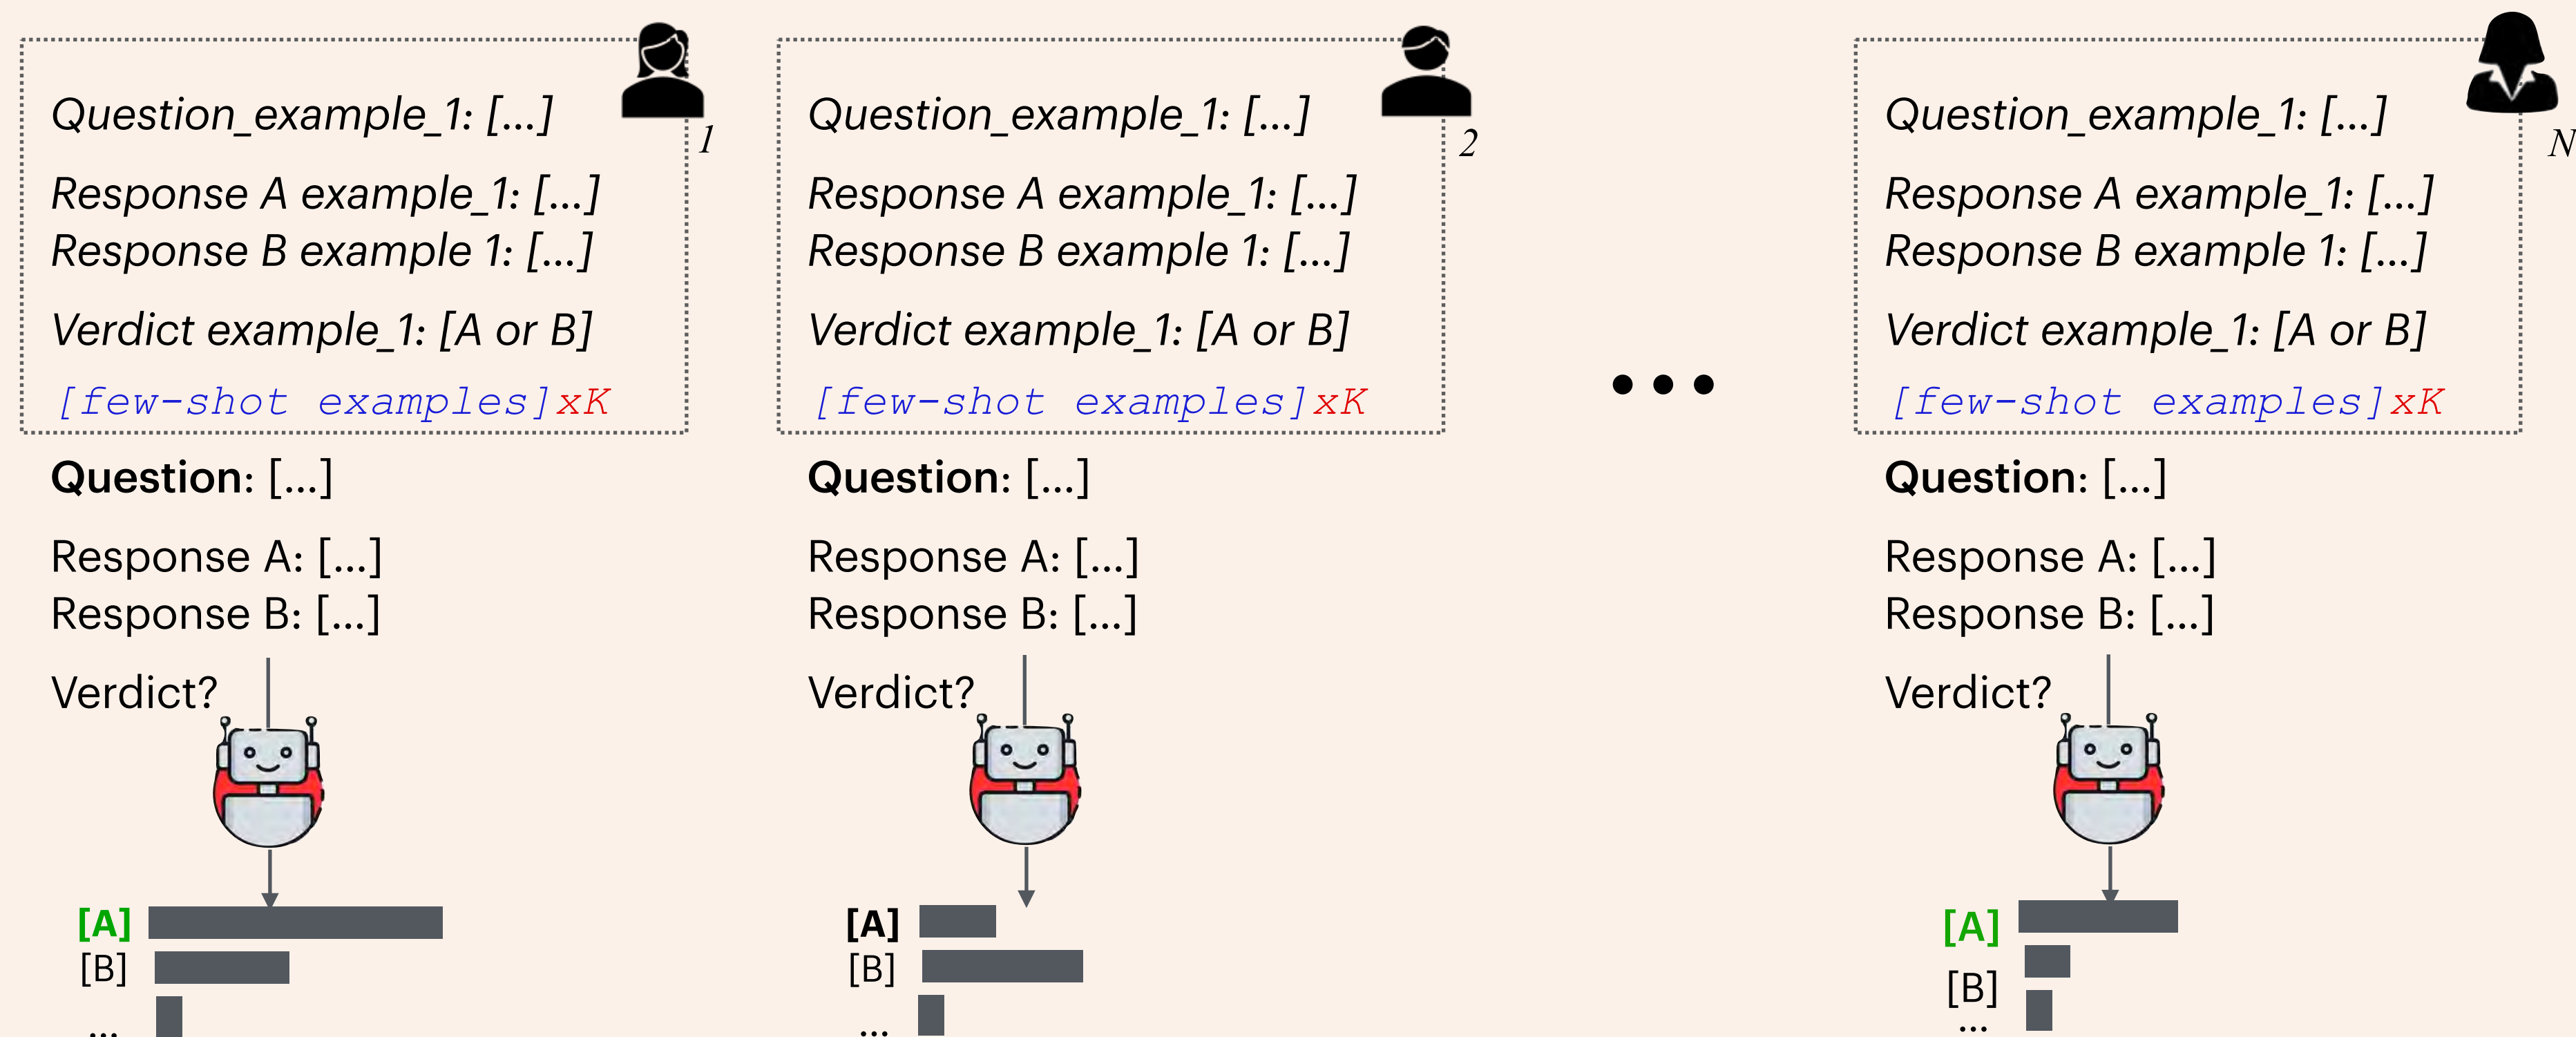 Question_example_1: [...]
Response A example_1: [...]
Response B example 1: [...]
Verdict example_1: [A or B]
[few-shot examples]xK
1
Question: [...]
Response A: [...]
Response B: [...]
Verdict?
[A]
[B]
...
Question_example_1: [...]
Response A example_1: [...]
Response B example 1: [...]
Verdict example_1: [A or B]
[few-shot examples]xK
2
Question: [...]
Response A: [...]
Response B: [...]
Verdict?
[A]
[B]
...
...
Question_example_1: [...]
Response A example_1: [...]
Response B example 1: [...]
Verdict example_1: [A or B]
[few-shot examples]xK
N
Question: [...]
Response A: [...]
Response B: [...]
Verdict?
[A]
[B]
...